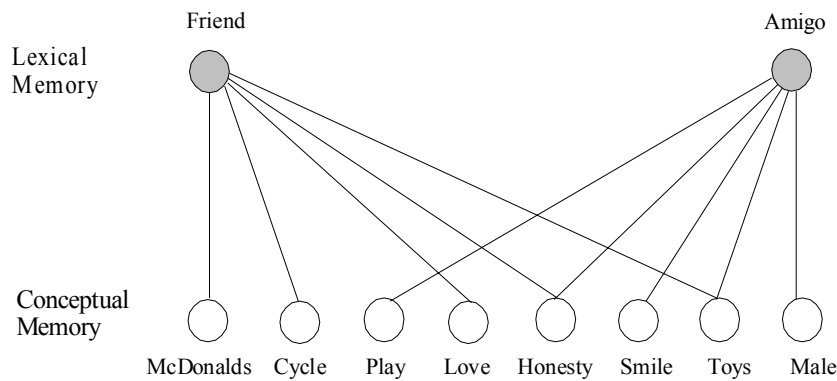 Friend
Amigo
Lexical
Memory
Conceptual
Memory
McDonalds Cycle Play Love Honesty Smile Toys Male